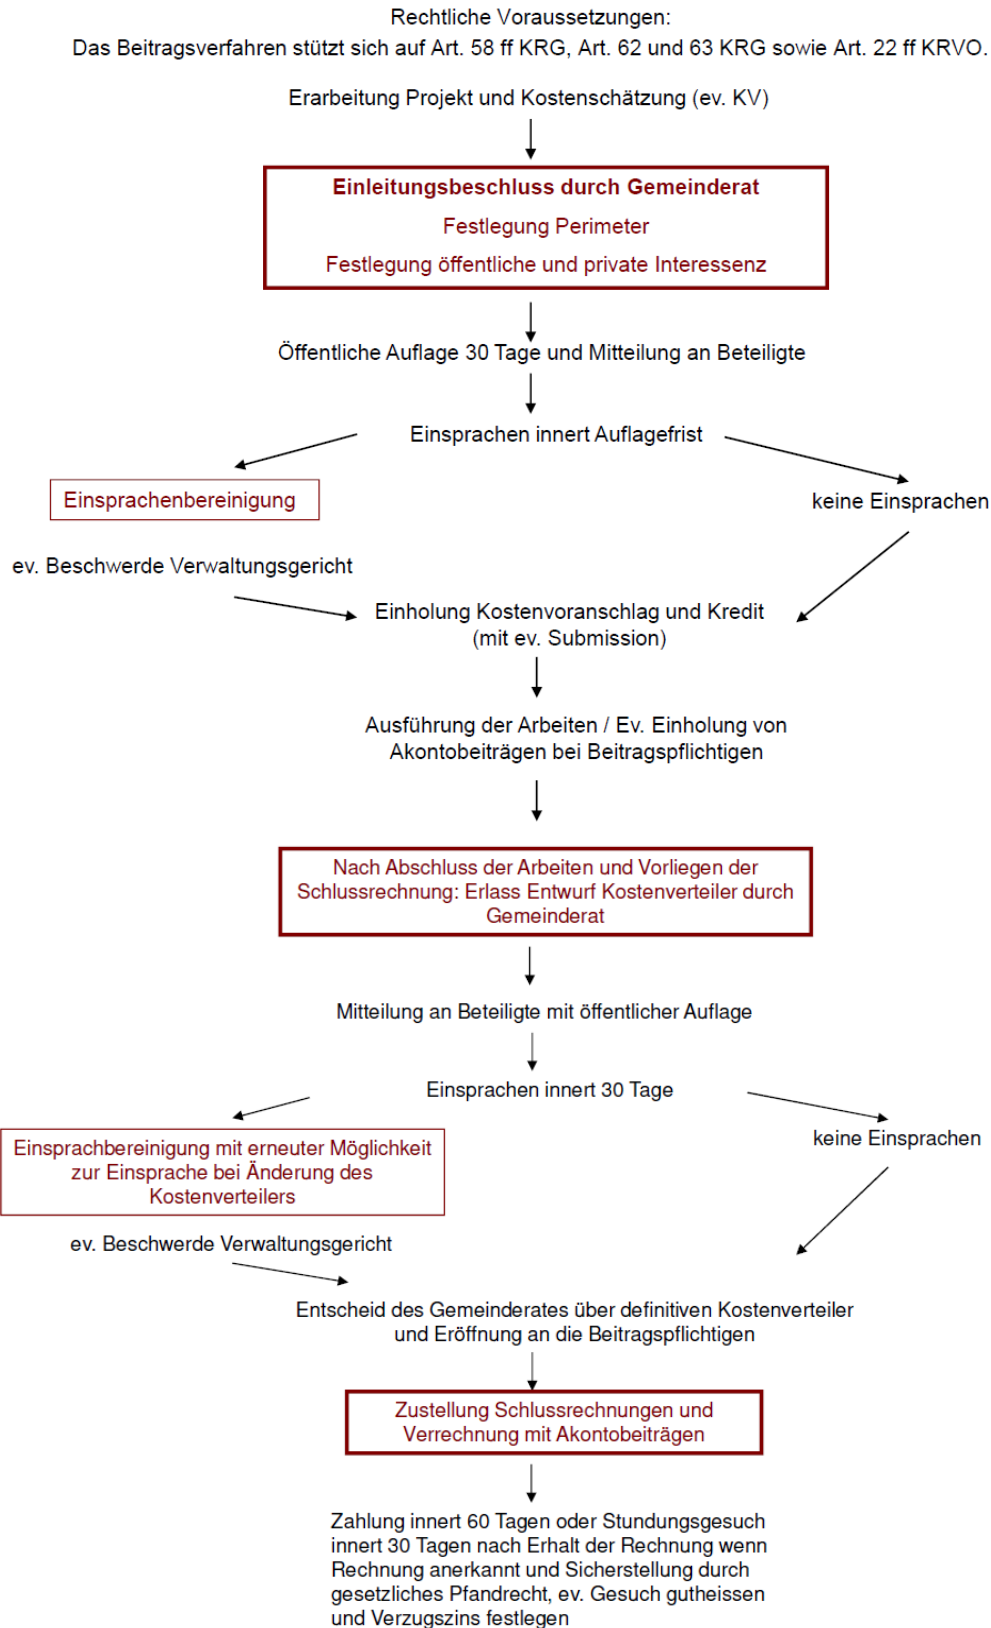 Rechtliche Voraussetzungen:
Das Beitragsverfahren stützt sich auf Art. 58 ff KRG, Art. 62 und 63 KRG sowie Art. 22 ff KRVO.
Erarbeitung Projekt und Kostenschätzung (ev. KV)
Einleitungsbeschluss durch Gemeinderat
Festlegung Perimeter
Festlegung öffentliche und private Interessenz
Öffentliche Auflage 30 Tage und Mitteilung an Beteiligte
Einsprachen innert Auflagefrist
Einsprachenbereinigung
keine Einsprachen
ev. Beschwerde Verwaltungsgericht
Einholung Kostenvoranschlag und Kredit
(mit ev. Submission)
Ausführung der Arbeiten / Ev. Einholung von
Akontobeiträgen bei Beitragspflichtigen
Nach Abschluss der Arbeiten und Vorliegen der
Schlussrechnung: Erlass Entwurf Kostenverteiler durch
Gemeinderat
Mitteilung an Beteiligte mit öffentlicher Auflage
Einsprachen innert 30 Tage
keine Einsprachen
Einsprachbereinigung mit erneuter Möglichkeit
zur Einsprache bei Änderung des
Kostenverteilers
ev. Beschwerde Verwaltungsgericht
Entscheid des Gemeinderates über definitiven Kostenverteiler
und Eröffnung an die Beitragspflichtigen
Zustellung Schlussrechnungen und
Verrechnung mit Akontobeiträgen
Zahlung innert 60 Tagen oder Stundungsgesuch
innert 30 Tagen nach Erhalt der Rechnung wenn
Rechnung anerkannt und Sicherstellung durch
gesetzliches Pfandrecht, ev. Gesuch gutheissen
und Verzugszins festlegen